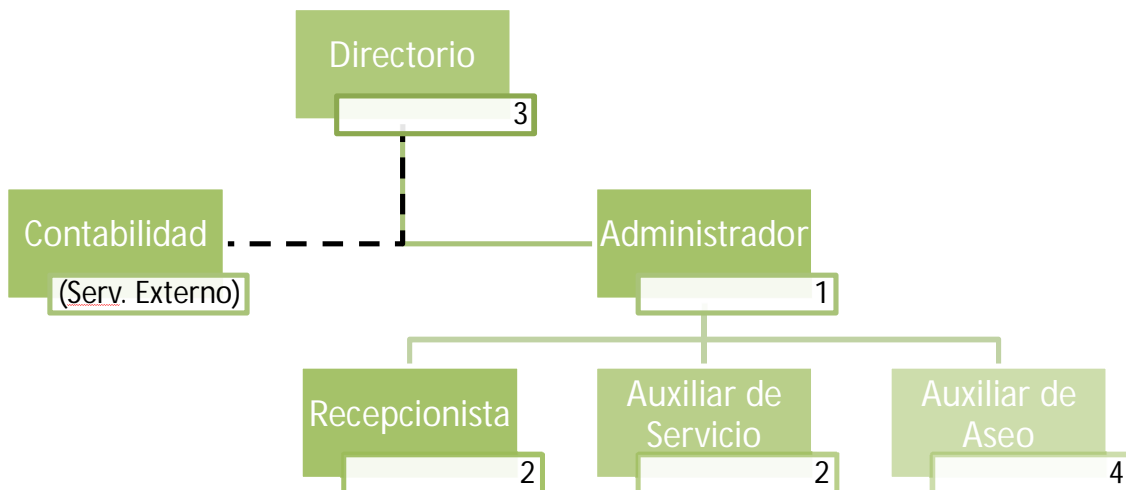 Directorio
3
Contabilidad
(Serv. Externo)
Administrador
1
Recepcionista
2
Auxiliar de
Servicio
2
Auxiliar de
Aseo
4